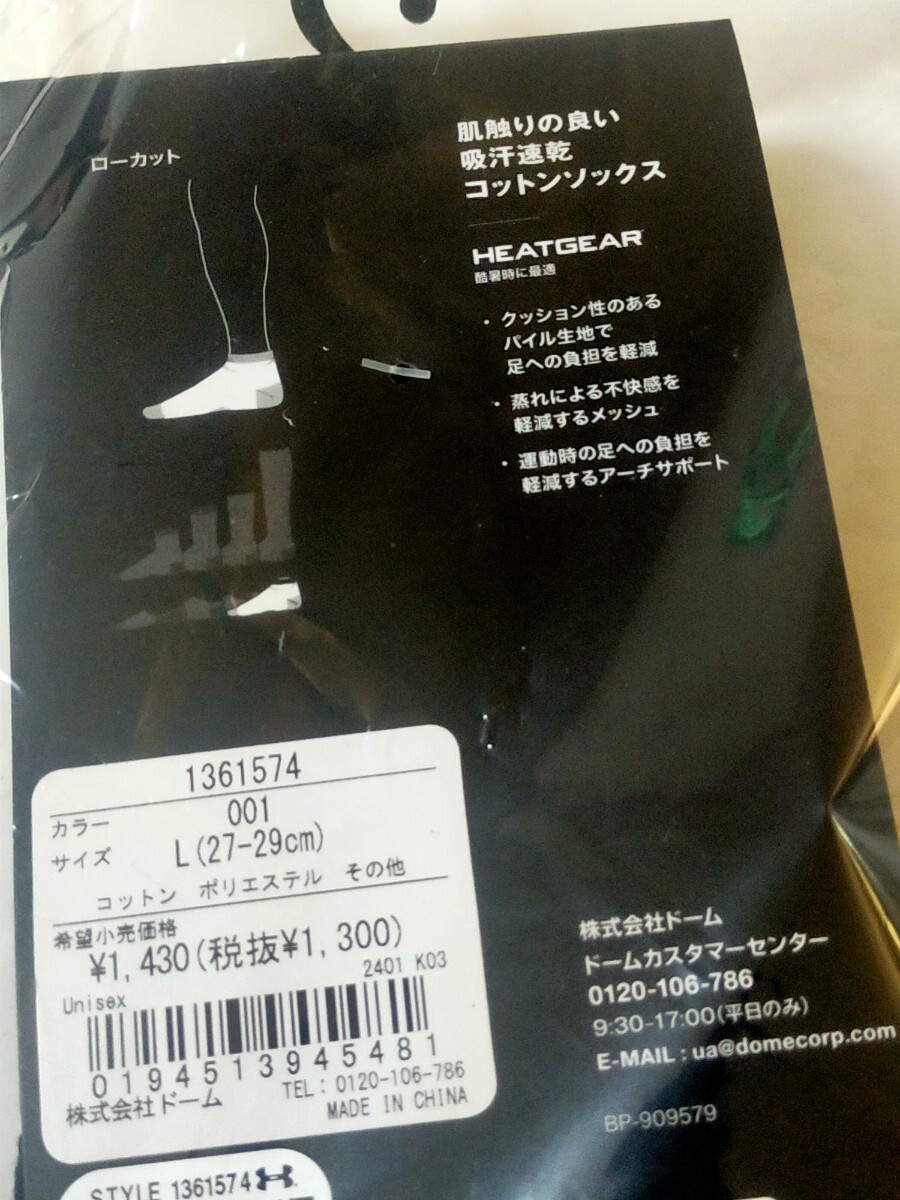 ローカット
肌触りの良い
吸汗速乾
コットンソックス
HEATGEAR
酷暑時に最適
・クッション性のある
パイル生地で
足への負担を軽減
・蒸れによる不快感を
軽減するメッシュ
・運動時の足への負担を
軽減するアーチサポート
1361574
カラー 001
サイズ L(27-29cm)
コットン ポリエステル その他
希望小売価格
¥1,430(税抜¥1,300)
2401 K03
Unisex
0194513945481
TEL: 0120-106-786
株式会社ドーム
MADE IN CHINA
STYLE 1361574
株式会社ドーム
ドームカスタマーセンター
0120-106-786
9:30-17:00(平日のみ)
E-MAIL : ua@domecorp.com
BP-909579